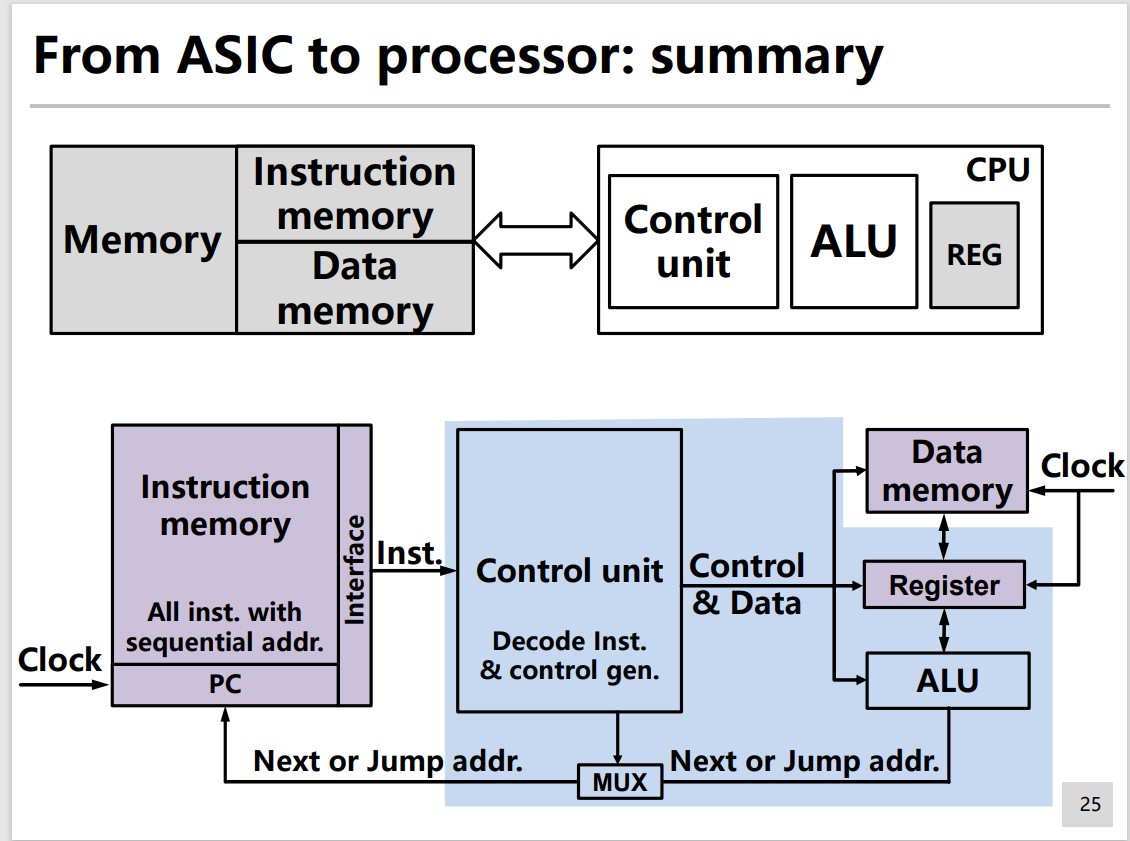 From ASIC to processor: summary
Memory
Instruction
memory
Data
memory
CPU
Control
unit
ALU
REG
Instruction
memory
All inst. with
sequential addr.
PC
Interface
Clock
Inst.
Control unit
Decode Inst.
& control gen.
Control
& Data
Data
memory
Clock
Register
ALU
Next or Jump addr.
MUX
Next or Jump addr.
25